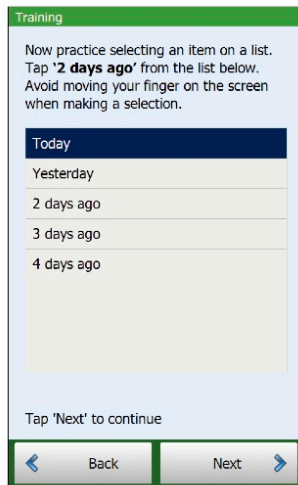 Training
Now practice selecting an item on a list.
Tap '2 days ago' from the list below.
Avoid moving your finger on the screen
when making a selection.
Today
Yesterday
2 days ago
3 days ago
4 days ago
Tap 'Next' to continue
Back
Next